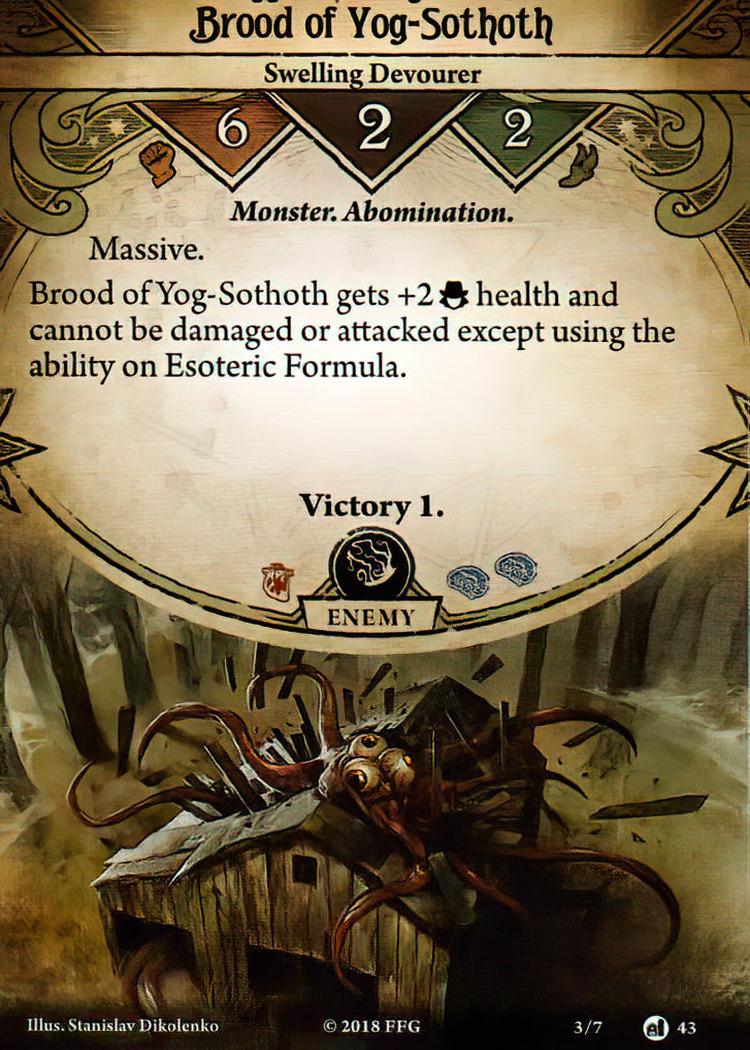 Brood of Yog-Sothoth
Swelling Devourer
6 2 2
Monster. Abomination.
Massive.
Brood of Yog-Sothoth gets +2 health and
cannot be damaged or attacked except using the
ability on Esoteric Formula.
Victory 1.
ENEMY
Illus. Stanislav Dikolenko © 2018 FFG 3/7 43